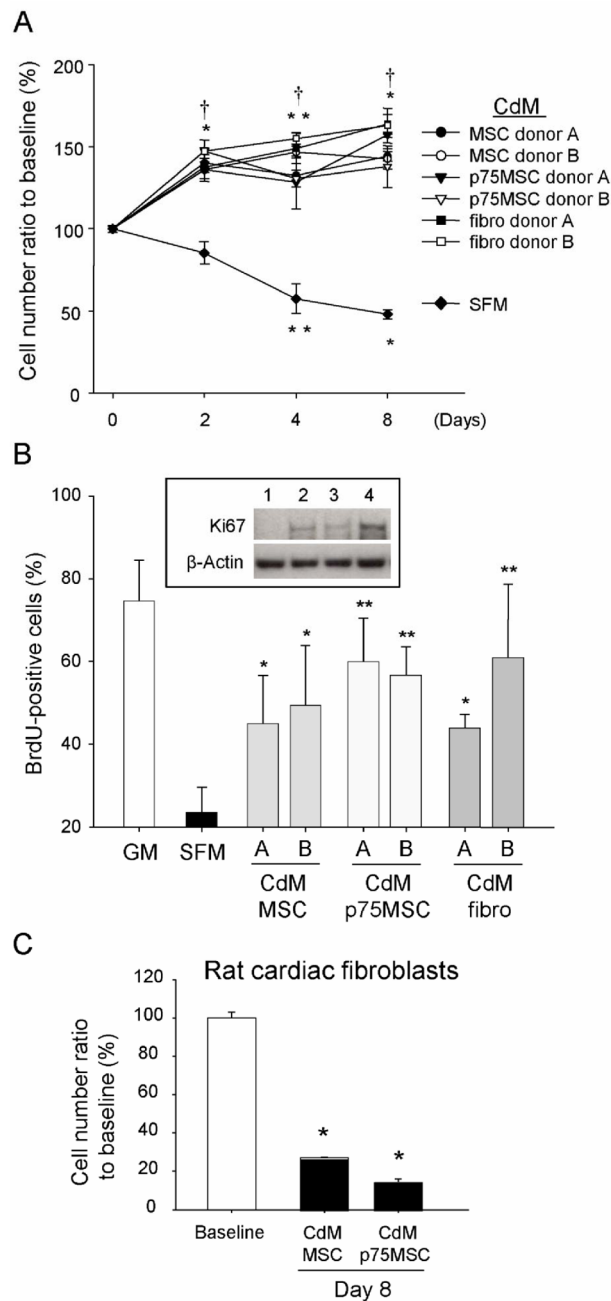 A
Cell number ratio to baseline (%)
200
150
100
50
0
†
*
†
* *
†
*
* *
*
0 2 4 8 (Days)
CdM
MSC donor A
MSC donor B
p75MSC donor A
p75MSC donor B
fibro donor A
fibro donor B
SFM
B
BrdU-positive cells (%)
100
80
60
40
20
1 2 3 4
Ki67
β-Actin
* * ** ** * **
GM SFM A B A B A B
CdM MSC
CdM p75MSC
CdM fibro
C
Rat cardiac fibroblasts
Cell number ratio
to baseline (%)
120
100
80
60
40
20
0
* *
Baseline
CdM MSC
CdM p75MSC
Day 8